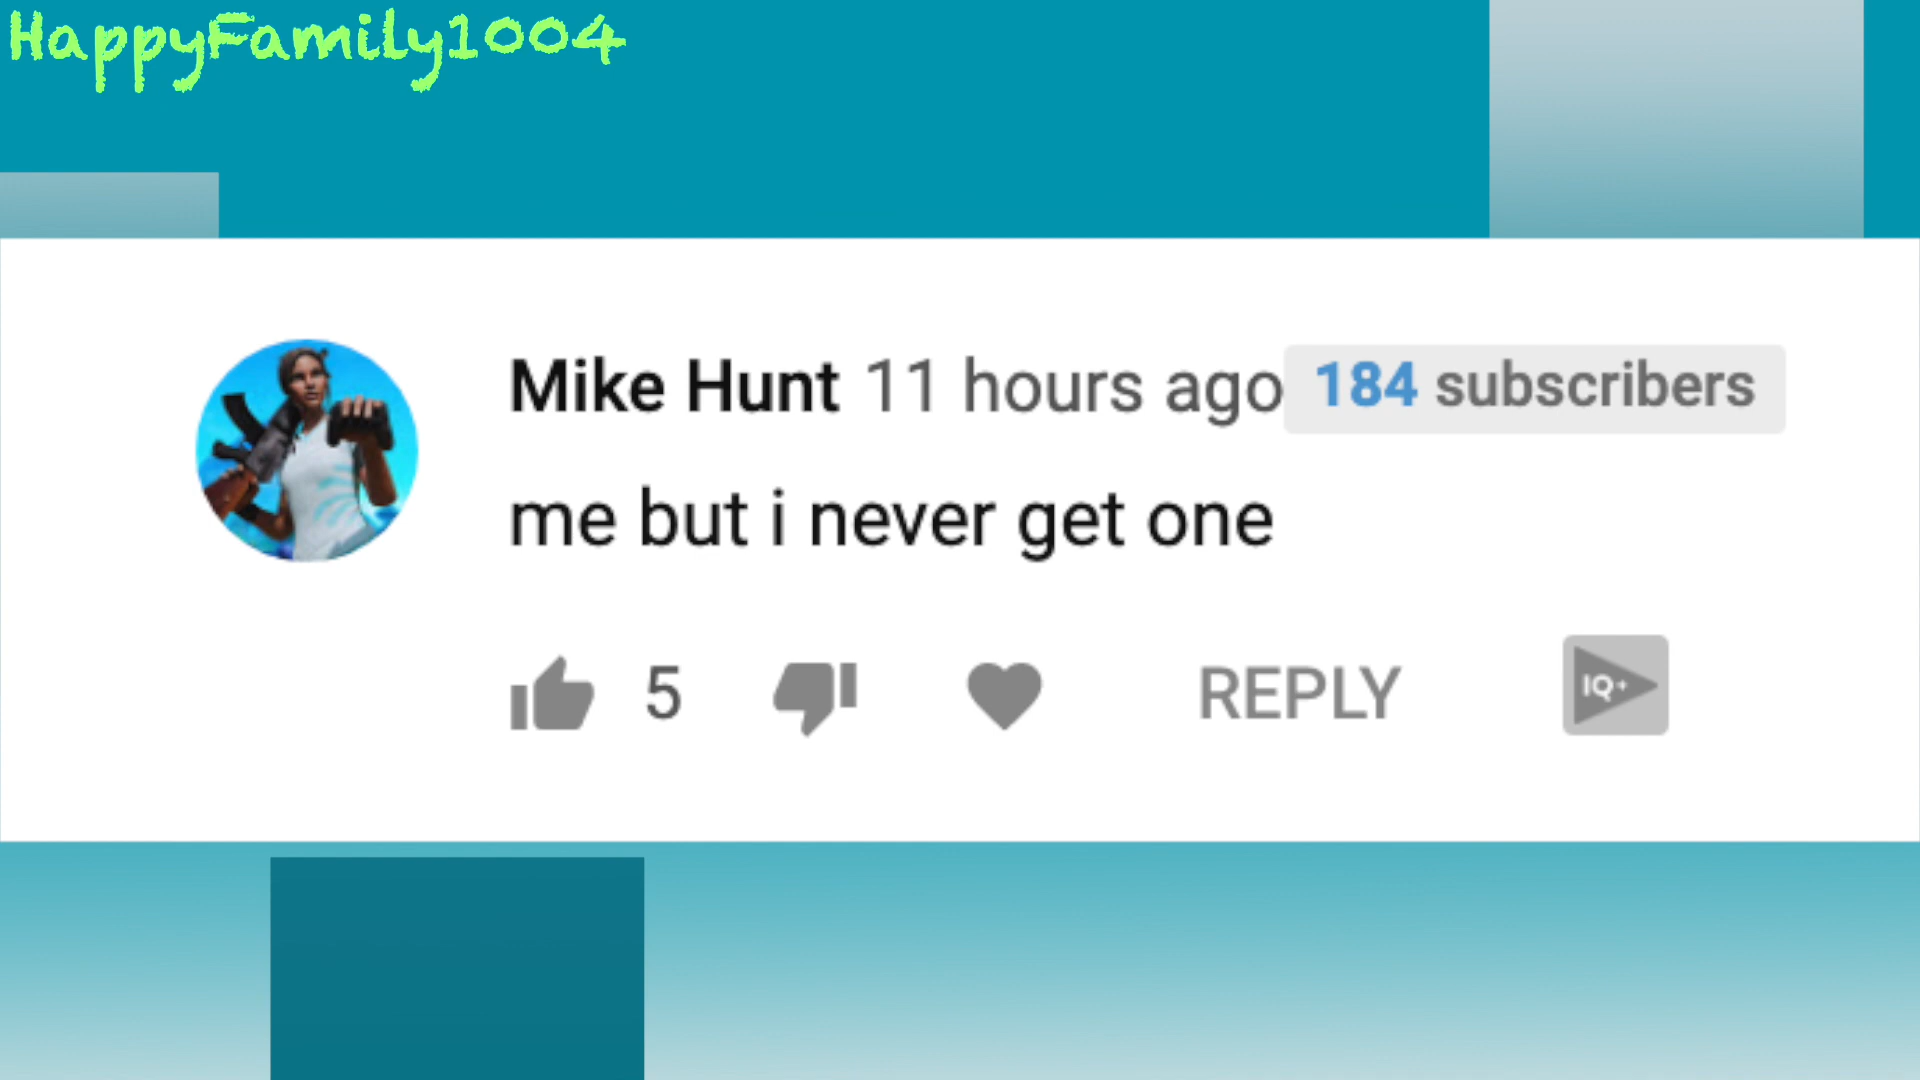 HappyFamily1004
Mike Hunt 11 hours ago 184 subscribers
me but i never get one
5 REPLY IQ+